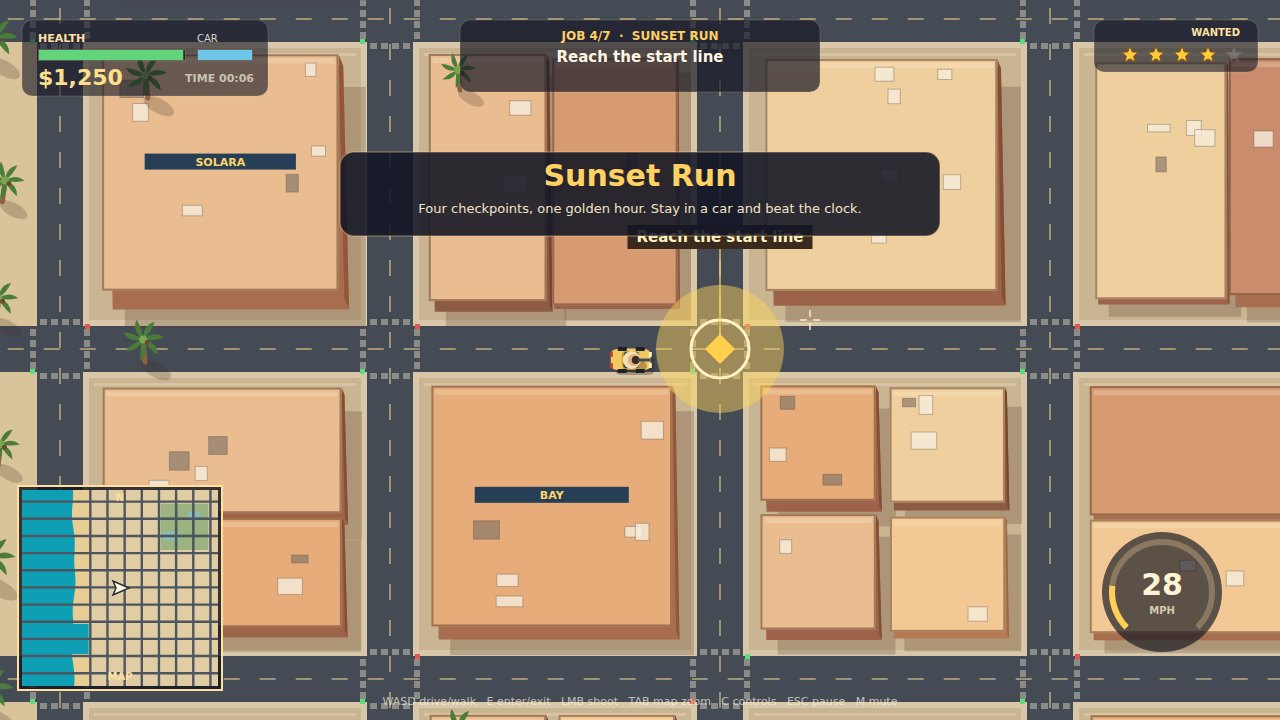 HEALTH
CAR
$1,250
TIME 00:06
JOB 4/7 · SUNSET RUN
Reach the start line
WANTED
SOLARA
Sunset Run
Four checkpoints, one golden hour. Stay in a car and beat the clock.
Reach the start line
BAY
N
MAP
28
MPH
WASD drive/walk E enter/exit LMB shoot TAB map zoom C controls ESC pause M mute